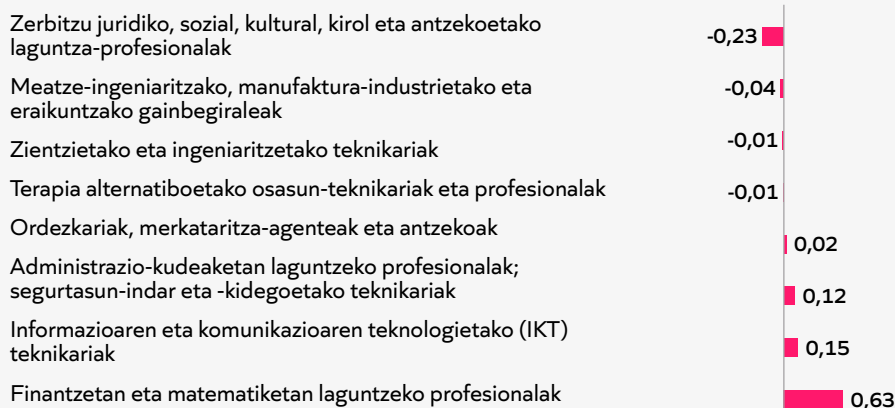 Zerbitzu juridiko, sozial, kultural, kirol eta antzekoetako
laguntza-profesionalak
-0,23
Meatze-ingeniaritzako, manufaktura-industrietako eta
eraikuntzako gainbegiraleak
-0,04
Zientzietako eta ingeniaritzetako teknikariak
-0,01
Terapia alternatiboetako osasun-teknikariak eta profesionalak
-0,01
Ordezkariak, merkataritza-agenteak eta antzekoak
0,02
Administrazio-kudeaketan laguntzeko profesionalak;
segurtasun-indar eta -kidegoetako teknikariak
0,12
Informazioaren eta komunikazioaren teknologietako (IKT)
teknikariak
0,15
Finantzetan eta matematiketan laguntzeko profesionalak
0,63